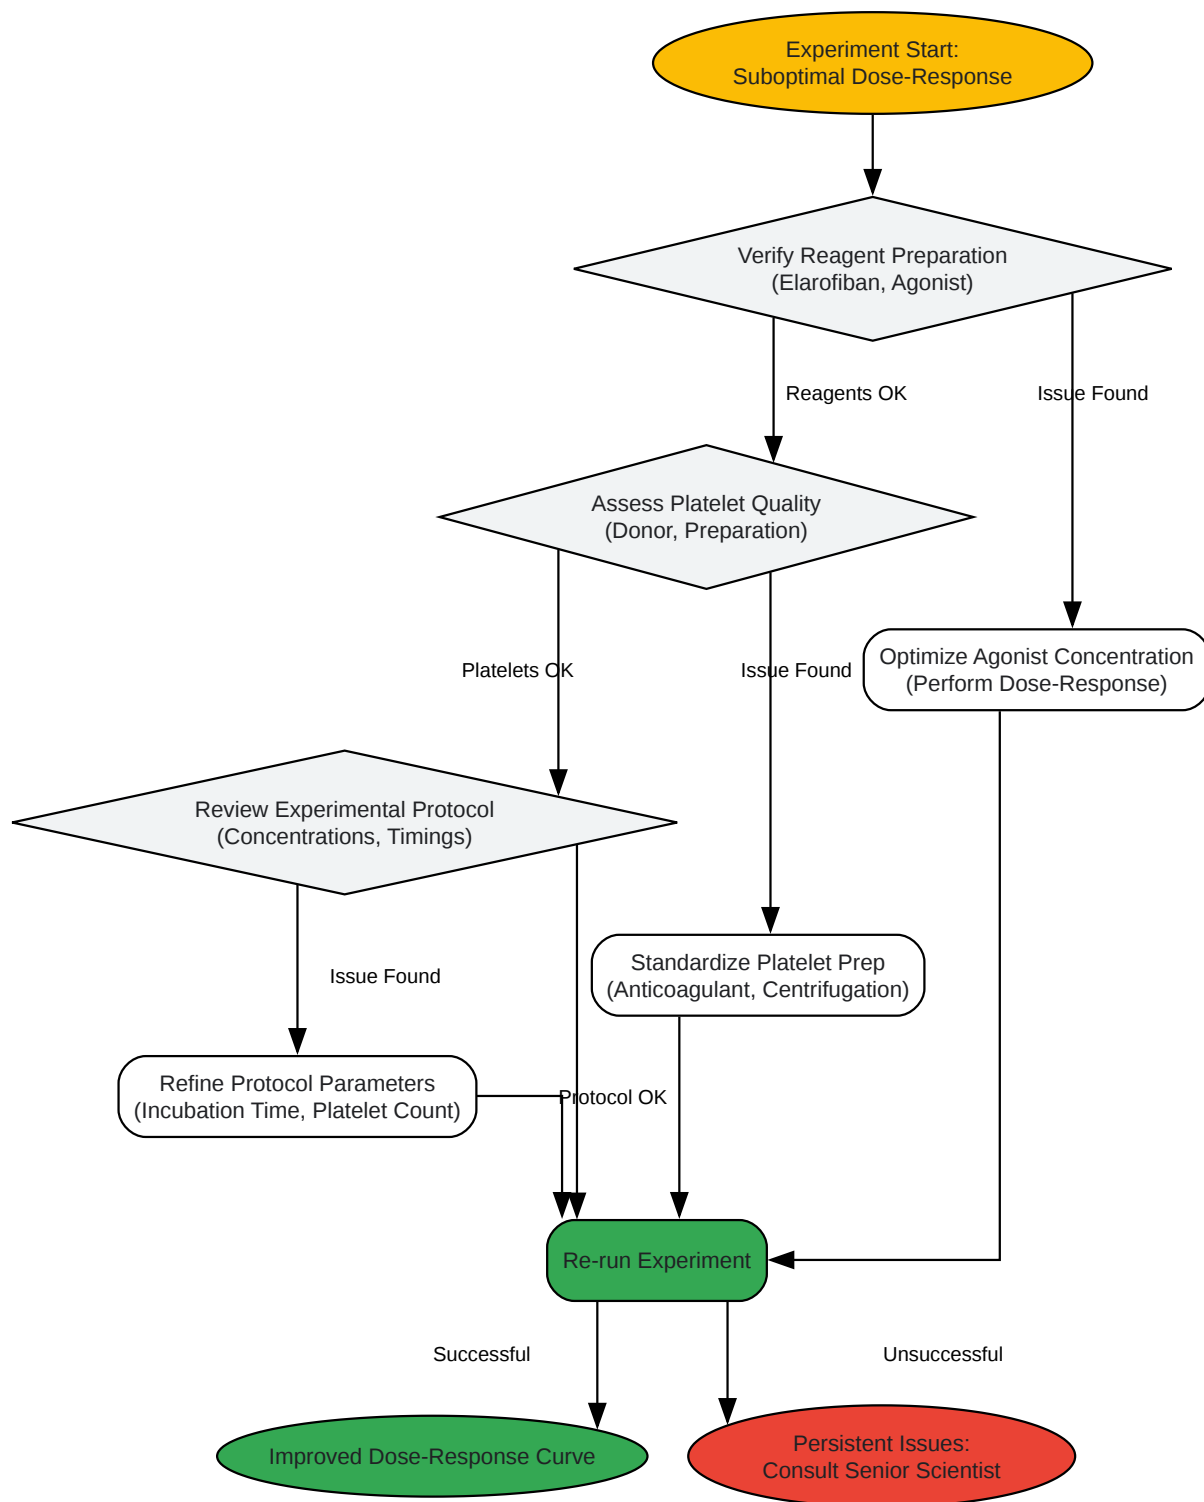 Experiment Start:
Suboptimal Dose-Response
Verify Reagent Preparation
(Elarofiban, Agonist)
Reagents OK
Issue Found
Assess Platelet Quality
(Donor, Preparation)
Platelets OK
Issue Found
Optimize Agonist Concentration
(Perform Dose-Response)
Review Experimental Protocol
(Concentrations, Timings)
Issue Found
Standardize Platelet Prep
(Anticoagulant, Centrifugation)
Refine Protocol Parameters
(Incubation Time, Platelet Count)
Protocol OK
Re-run Experiment
Successful
Unsuccessful
Improved Dose-Response Curve
Persistent Issues:
Consult Senior Scientist